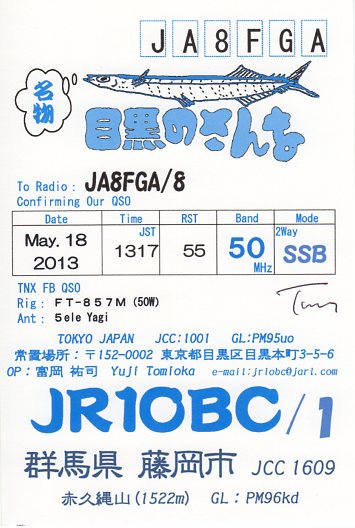 JA8FGA
名物
目黒のさんま
To Radio : JA8FGA/8
Confirming Our QSO
Date Time RST Band Mode
May. 18 2013 JST 1317 55 50 MHz 2Way SSB
TNX FB QSO
Rig : FT-857M (50W)
Ant : 5ele Yagi
TOKYO JAPAN JCC:1001 GL:PM95uo
常置場所：〒152-0002 東京都目黒区目黒本町3-5-6
OP：富岡 祐司 Yuji Tomioka e-mail:jr1obc@jarl.com
JR1OBC/1
群馬県 藤岡市 JCC 1609
赤久縄山(1522m) GL：PM96kd